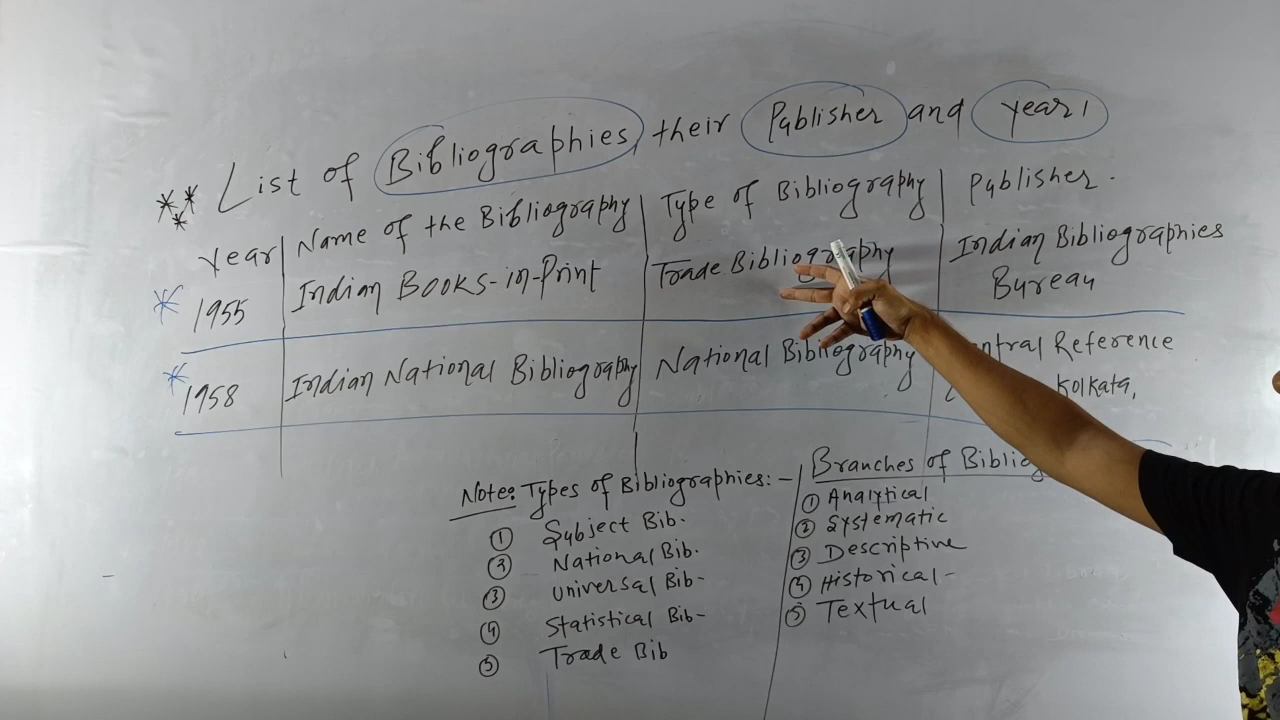 *** List of Bibliographies, their Publisher and year,
Year | Name of the Bibliography | Type of Bibliography | Publisher.
* 1955 | Indian Books-in-Print | Trade Bibliography | Indian Bibliographies
Bureau
* 1958 | Indian National Bibliography | National Bibliography | Reference
Kolkata,
Note: Types of Bibliographies:-
① Subject Bib.
② National Bib.
③ Universal Bib-
④ Statistical Bib-
⑤ Trade Bib
Branches of
① Analytical
② Systematic
③ Descriptive
④ Historical-
⑤ Textual